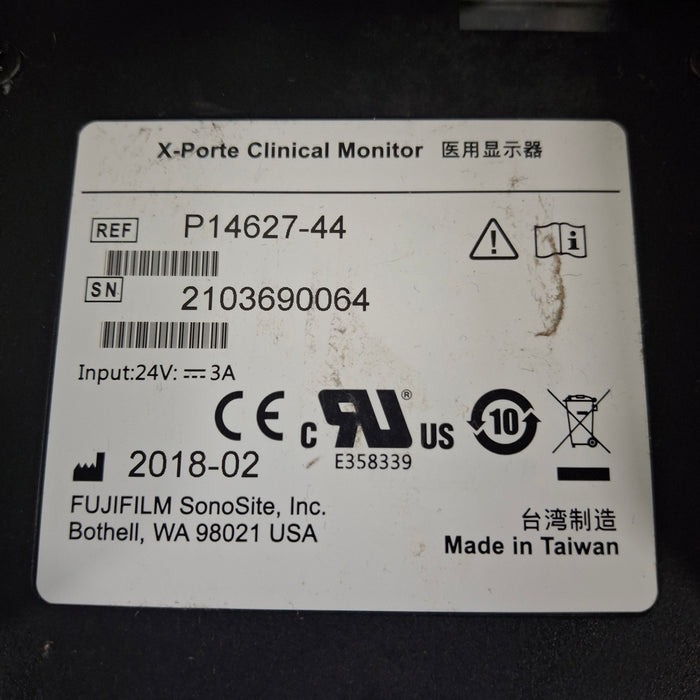 X-Porte Clinical Monitor 医用显示器
REF P14627-44
SN 2103690064
Input:24V: ⎓ 3A
CE c RU ® US 10
E358339
2018-02
FUJIFILM SonoSite, Inc.
Bothell, WA 98021 USA
台湾制造
Made in Taiwan